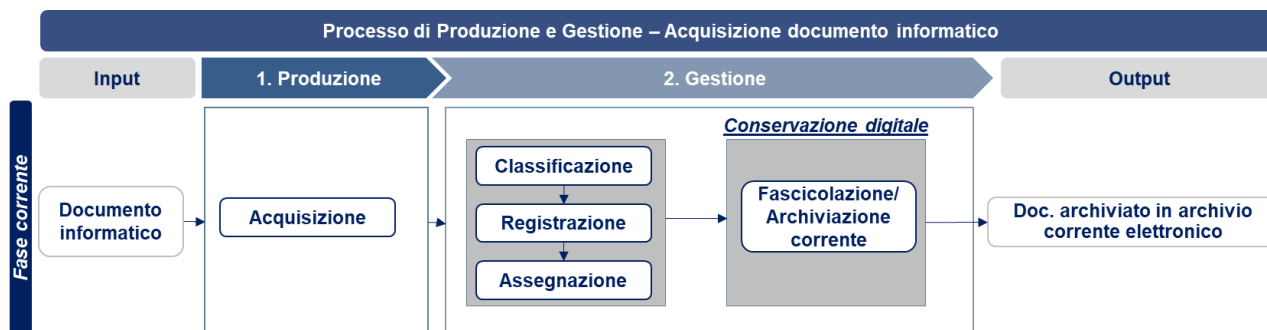 Processo di Produzione e Gestione – Acquisizione documento informatico
Input
1. Produzione
2. Gestione
Output
Fase corrente
Documento
informatico
Acquisizione
Classificazione
Registrazione
Assegnazione
Conservazione digitale
Fascicolazione/
Archiviazione
corrente
Doc. archiviato in archivio
corrente elettronico